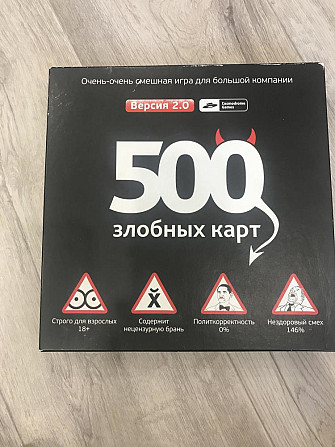 Очень-очень смешная игра для большой компании
Версия 2.0
Cosmodrome
Games
500
злобных карт
Х̆
Строго для взрослых
18+
Содержит
нецензурную брань
Политкорректность
0%
Нездоровый смех
146%